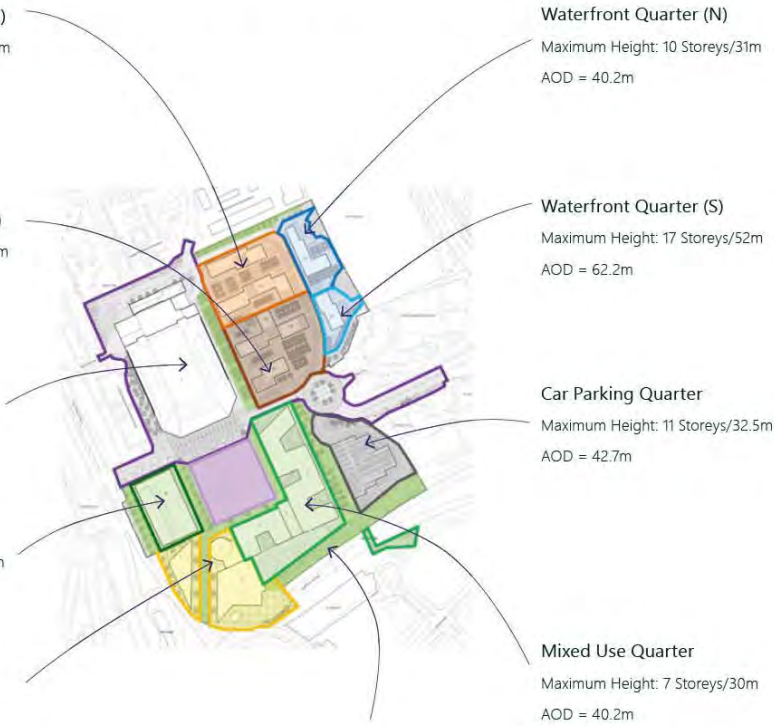 )
m
Waterfront Quarter (N)
Maximum Height: 10 Storeys/31m
AOD = 40.2m
)
m
Waterfront Quarter (S)
Maximum Height: 17 Storeys/52m
AOD = 62.2m
Car Parking Quarter
Maximum Height: 11 Storeys/32.5m
AOD = 42.7m
m
Mixed Use Quarter
Maximum Height: 7 Storeys/30m
AOD = 40.2m